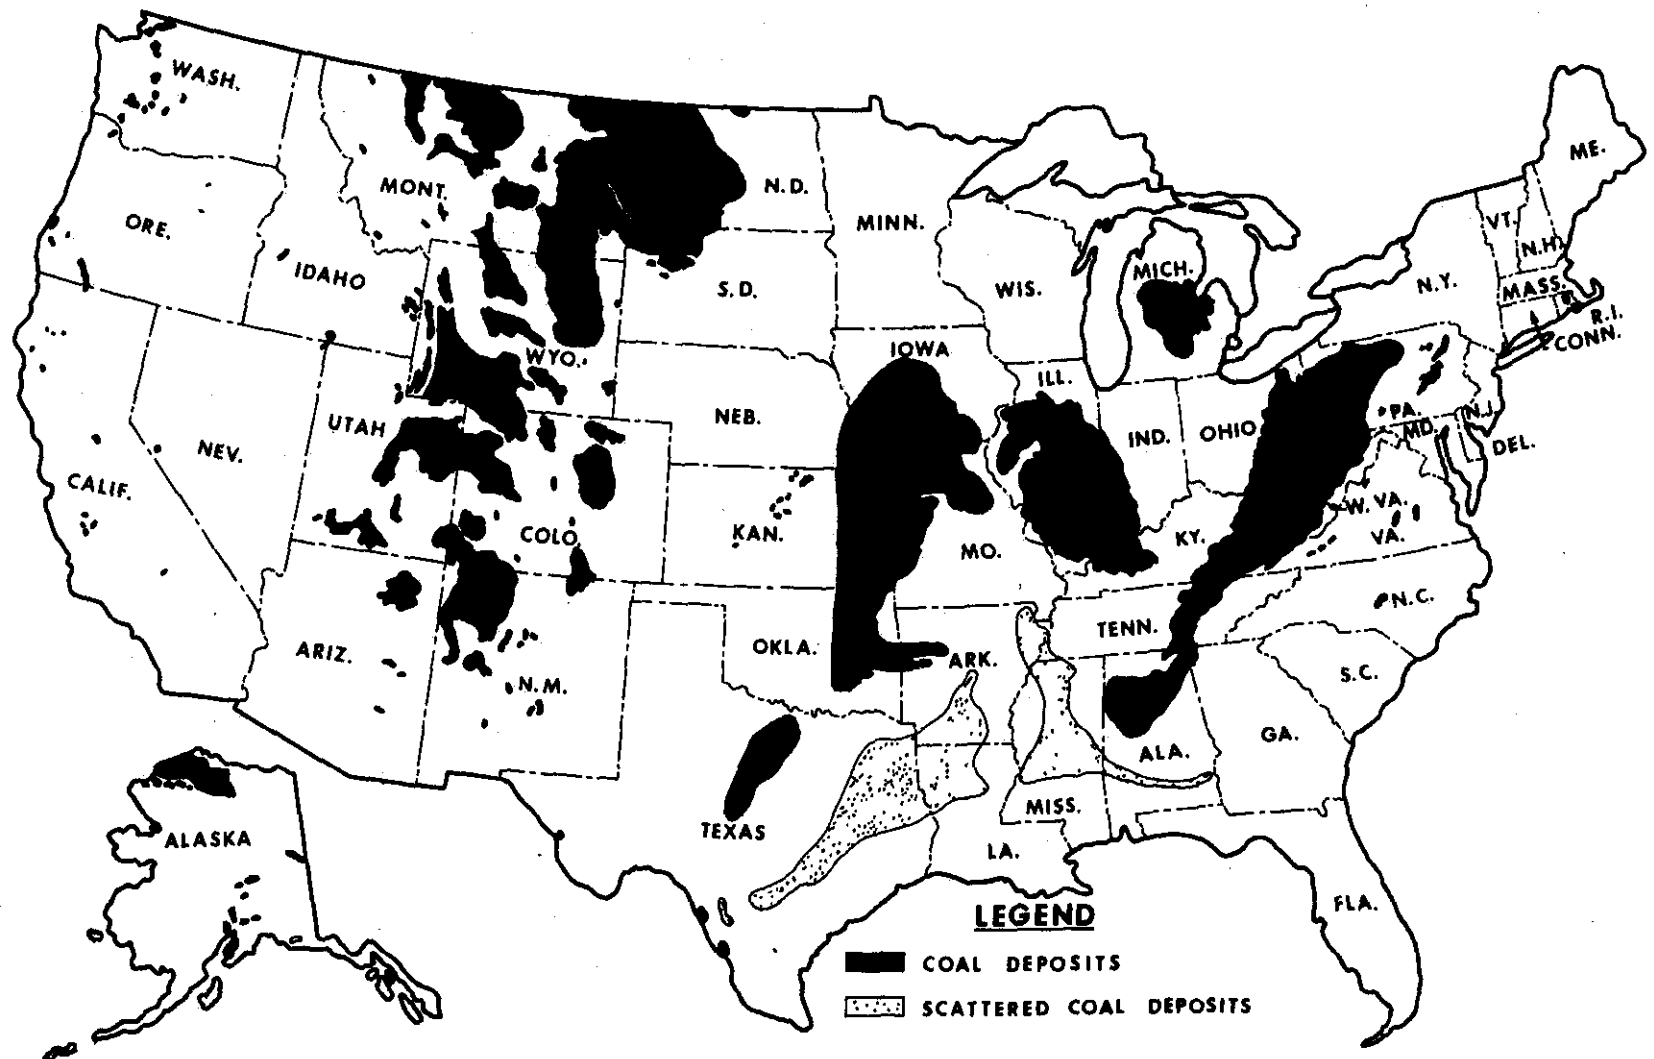 WASH.
MONT.
N.D.
MINN.
ME.
ORE.
IDAHO
S.D.
WIS.
MICH.
N.Y.
VT.
N.H.
MASS.
R.I.
CONN.
WYO.
IOWA
ILL.
IND.
OHIO
PA.
N.J.
MD.
DEL.
UTAH
NEB.
NEV.
CALIF.
COLO.
KAN.
MO.
KY.
W. VA.
VA.
ARIZ.
N.M.
OKLA.
ARK.
TENN.
N.C.
S.C.
TEXAS
LA.
MISS.
ALA.
GA.
FLA.
ALASKA
LEGEND
COAL DEPOSITS
SCATTERED COAL DEPOSITS